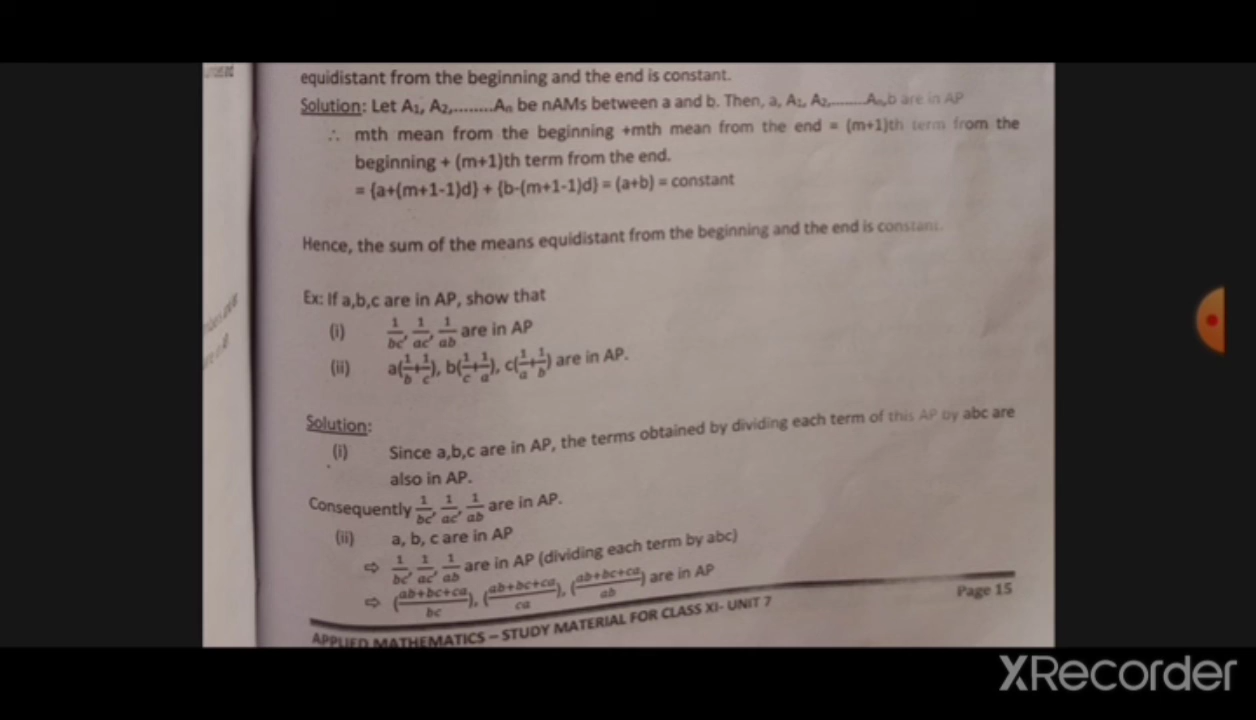 equidistant from the beginning and the end is constant.
Solution: Let A₁, A₂,........Aₙ be nAMs between a and b. Then, a, A₁, A₂,........Aₙ,b are in AP
∴ mth mean from the beginning +mth mean from the end = (m+1)th term from the
beginning + (m+1)th term from the end.
= {a+(m+1-1)d} + {b-(m+1-1)d} = (a+b) = constant
Hence, the sum of the means equidistant from the beginning and the end is constant.
Ex: If a,b,c are in AP, show that
(i) 1/bc, 1/ac, 1/ab are in AP
(ii) a(1/b+1/c), b(1/c+1/a), c(1/a+1/b) are in AP.
Solution:
(i) Since a,b,c are in AP, the terms obtained by dividing each term of this AP by abc are
also in AP.
Consequently 1/bc, 1/ac, 1/ab are in AP.
(ii) a, b, c are in AP
⇨ 1/bc, 1/ac, 1/ab are in AP (dividing each term by abc)
⇨ (ab+bc+ca/bc), (ab+bc+ca/ca), (ab+bc+ca/ab) are in AP
Page 15
APPLIED MATHEMATICS – STUDY MATERIAL FOR CLASS XI- UNIT 7
XRecorder